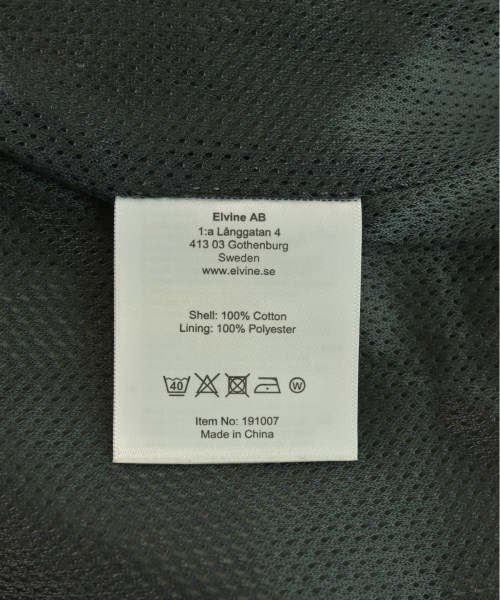 Elvine AB
1:a Långgatan 4
413 03 Gothenburg
Sweden
www.elvine.se
Shell: 100% Cotton
Lining: 100% Polyester
40 W
Item No: 191007
Made in China